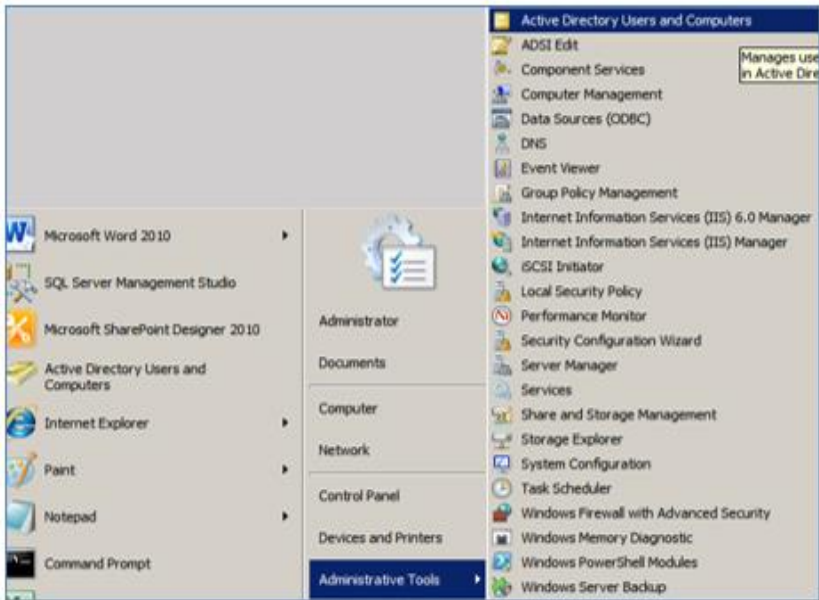 Microsoft Word 2010
SQL Server Management Studio
Microsoft SharePoint Designer 2010
Active Directory Users and
Computers
Internet Explorer
Paint
Notepad
Command Prompt
Administrator
Documents
Computer
Network
Control Panel
Devices and Printers
Administrative Tools
Active Directory Users and Computers
ADSI Edit
Manages use
in Active Dire
Component Services
Computer Management
Data Sources (ODBC)
DNS
Event Viewer
Group Policy Management
Internet Information Services (IIS) 6.0 Manager
Internet Information Services (IIS) Manager
iSCSI Initiator
Local Security Policy
Performance Monitor
Security Configuration Wizard
Server Manager
Services
Share and Storage Management
Storage Explorer
System Configuration
Task Scheduler
Windows Firewall with Advanced Security
Windows Memory Diagnostic
Windows PowerShell Modules
Windows Server Backup